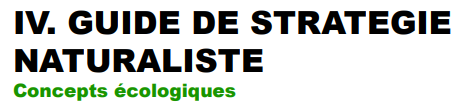 IV. GUIDE DE STRATEGIE
NATURALISTE
Concepts écologiques